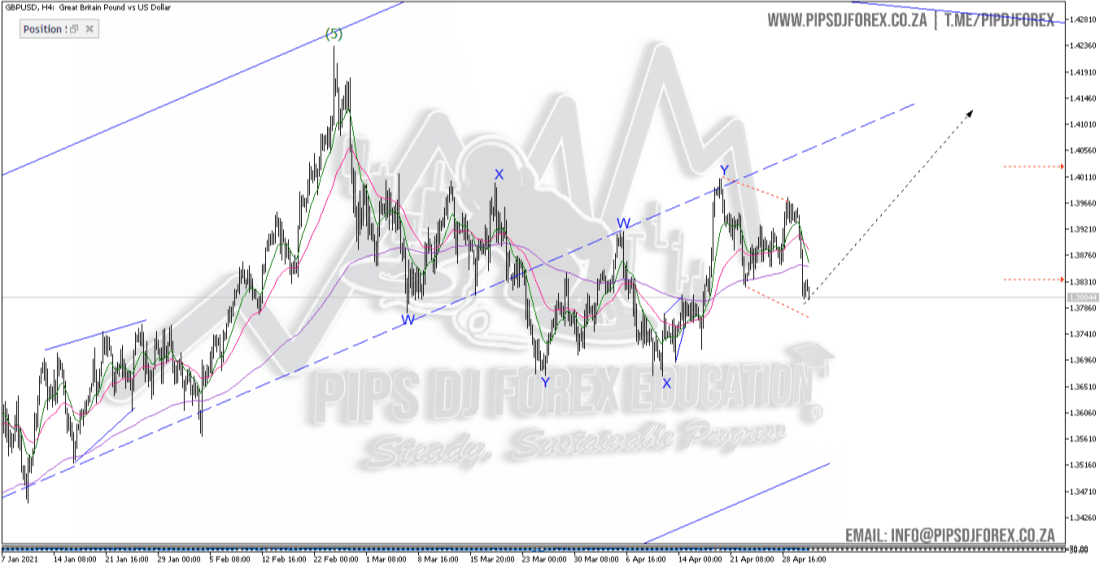 GBPUSD, H4: Great Britain Pound vs US Dollar
WWW.PIPSDJFOREX.CO.ZA | T.ME/PIPDJFOREX
Position
(5)
1.42810
1.42360
1.41910
1.41460
1.41010
1.40560
1.40110
1.39660
1.39210
1.38760
1.38310
1.37860
1.37410
1.36960
1.36510
1.36060
1.35610
1.35160
1.34710
1.34260
X
Y
W
W
Y
X
PIPS DJ FOREX EDUCATION
Steady, Sustainable Progress
EMAIL: INFO@PIPSDJFOREX.CO.ZA
7 Jan 2021
14 Jan 08:00
21 Jan 16:00
29 Jan 00:00
5 Feb 08:00
12 Feb 16:00
22 Feb 00:00
1 Mar 08:00
8 Mar 16:00
15 Mar 20:00
23 Mar 00:00
30 Mar 08:00
6 Apr 16:00
14 Apr 00:00
21 Apr 08:00
28 Apr 16:00